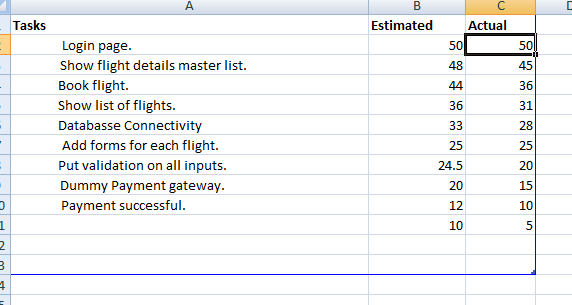 A B C D
Tasks Estimated Actual
Login page. 50 50
Show flight details master list. 48 45
Book flight. 44 36
Show list of flights. 36 31
Databasse Connectivity 33 28
Add forms for each flight. 25 25
Put validation on all inputs. 24.5 20
Dummy Payment gateway. 20 15
Payment successful. 12 10
10 5